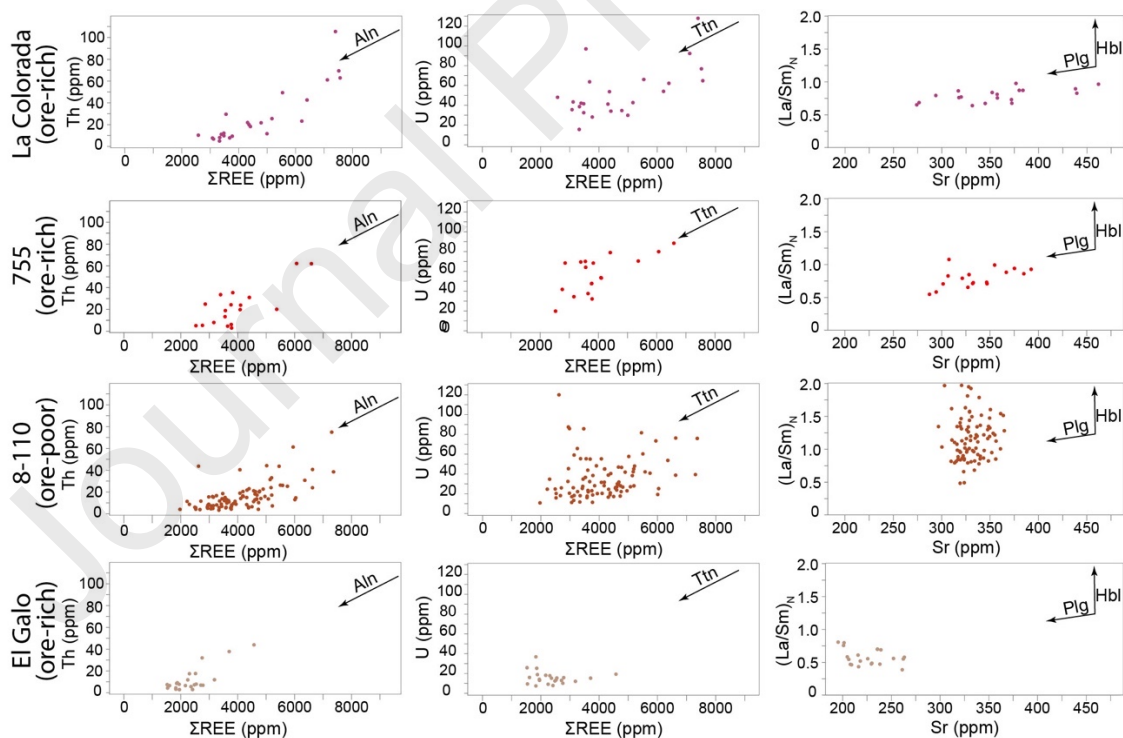 La Colorada
(ore-rich)
Th (ppm)
100
80
60
40
20
0
Aln
0 2000 4000 6000 8000
ΣREE (ppm)
U (ppm)
120
100
80
60
40
20
0
Ttn
0 2000 4000 6000 8000
ΣREE (ppm)
(La/Sm)N
2.0
1.5
1.0
0.5
0
Plg
Hbl
200 250 300 350 400 450
Sr (ppm)
755
(ore-rich)
Th (ppm)
100
80
60
40
20
0
Aln
0 2000 4000 6000 8000
ΣREE (ppm)
U (ppm)
120
100
80
60
40
20
Ttn
0 2000 4000 6000 8000
ΣREE (ppm)
(La/Sm)N
2.0
1.5
1.0
0.5
0
Plg
Hbl
200 250 300 350 400 450
Sr (ppm)
8-110
(ore-poor)
Th (ppm)
100
80
60
40
20
0
Aln
0 2000 4000 6000 8000
ΣREE (ppm)
U (ppm)
120
100
80
60
40
20
0
Ttn
0 2000 4000 6000 8000
ΣREE (ppm)
(La/Sm)N
2.0
1.5
1.0
0.5
0
Plg
Hbl
200 250 300 350 400 450
Sr (ppm)
El Galo
(ore-rich)
Th (ppm)
100
80
60
40
20
0
Aln
0 2000 4000 6000 8000
ΣREE (ppm)
U (ppm)
120
100
80
60
40
20
0
Ttn
0 2000 4000 6000 8000
ΣREE (ppm)
(La/Sm)N
2.0
1.5
1.0
0.5
0
Plg
Hbl
200 250 300 350 400 450
Sr (ppm)
Journal P